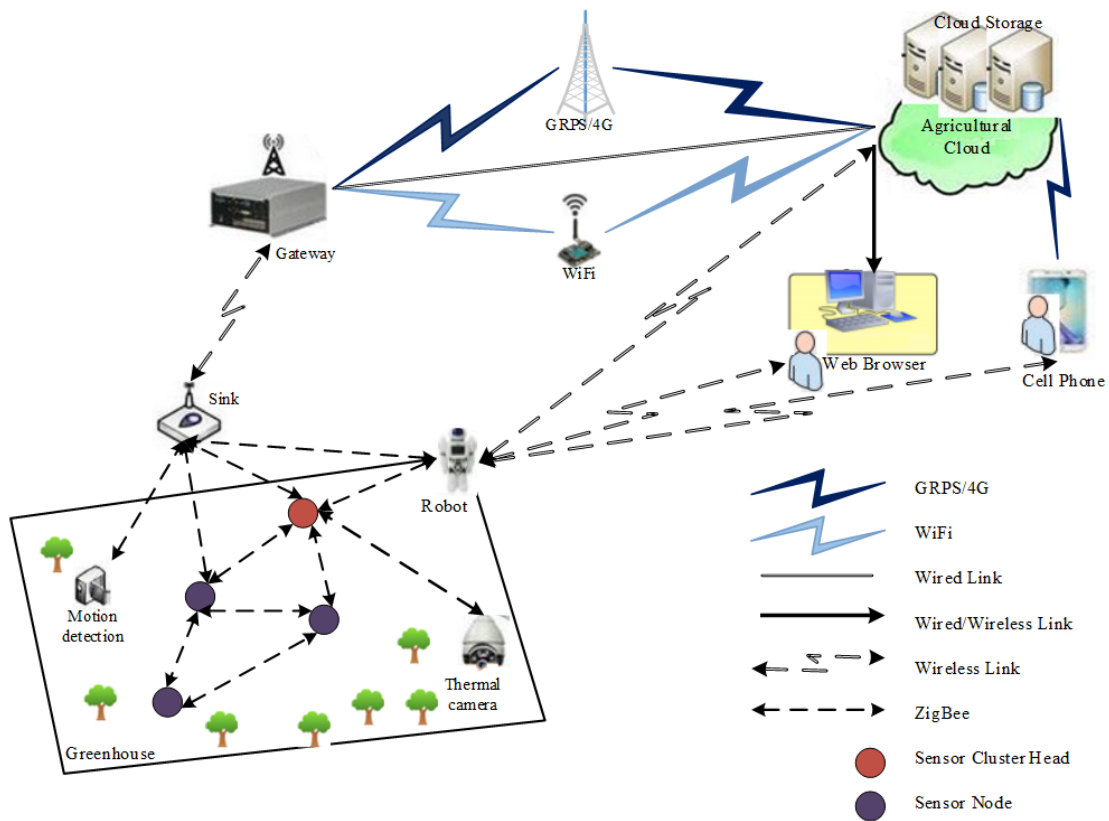 Cloud Storage
GRPS/4G
Agricultural
Cloud
Gateway
WiFi
Web Browser
Cell Phone
Sink
Robot
Motion
detection
Thermal
camera
Greenhouse
GRPS/4G
WiFi
Wired Link
Wired/Wireless Link
Wireless Link
ZigBee
Sensor Cluster Head
Sensor Node